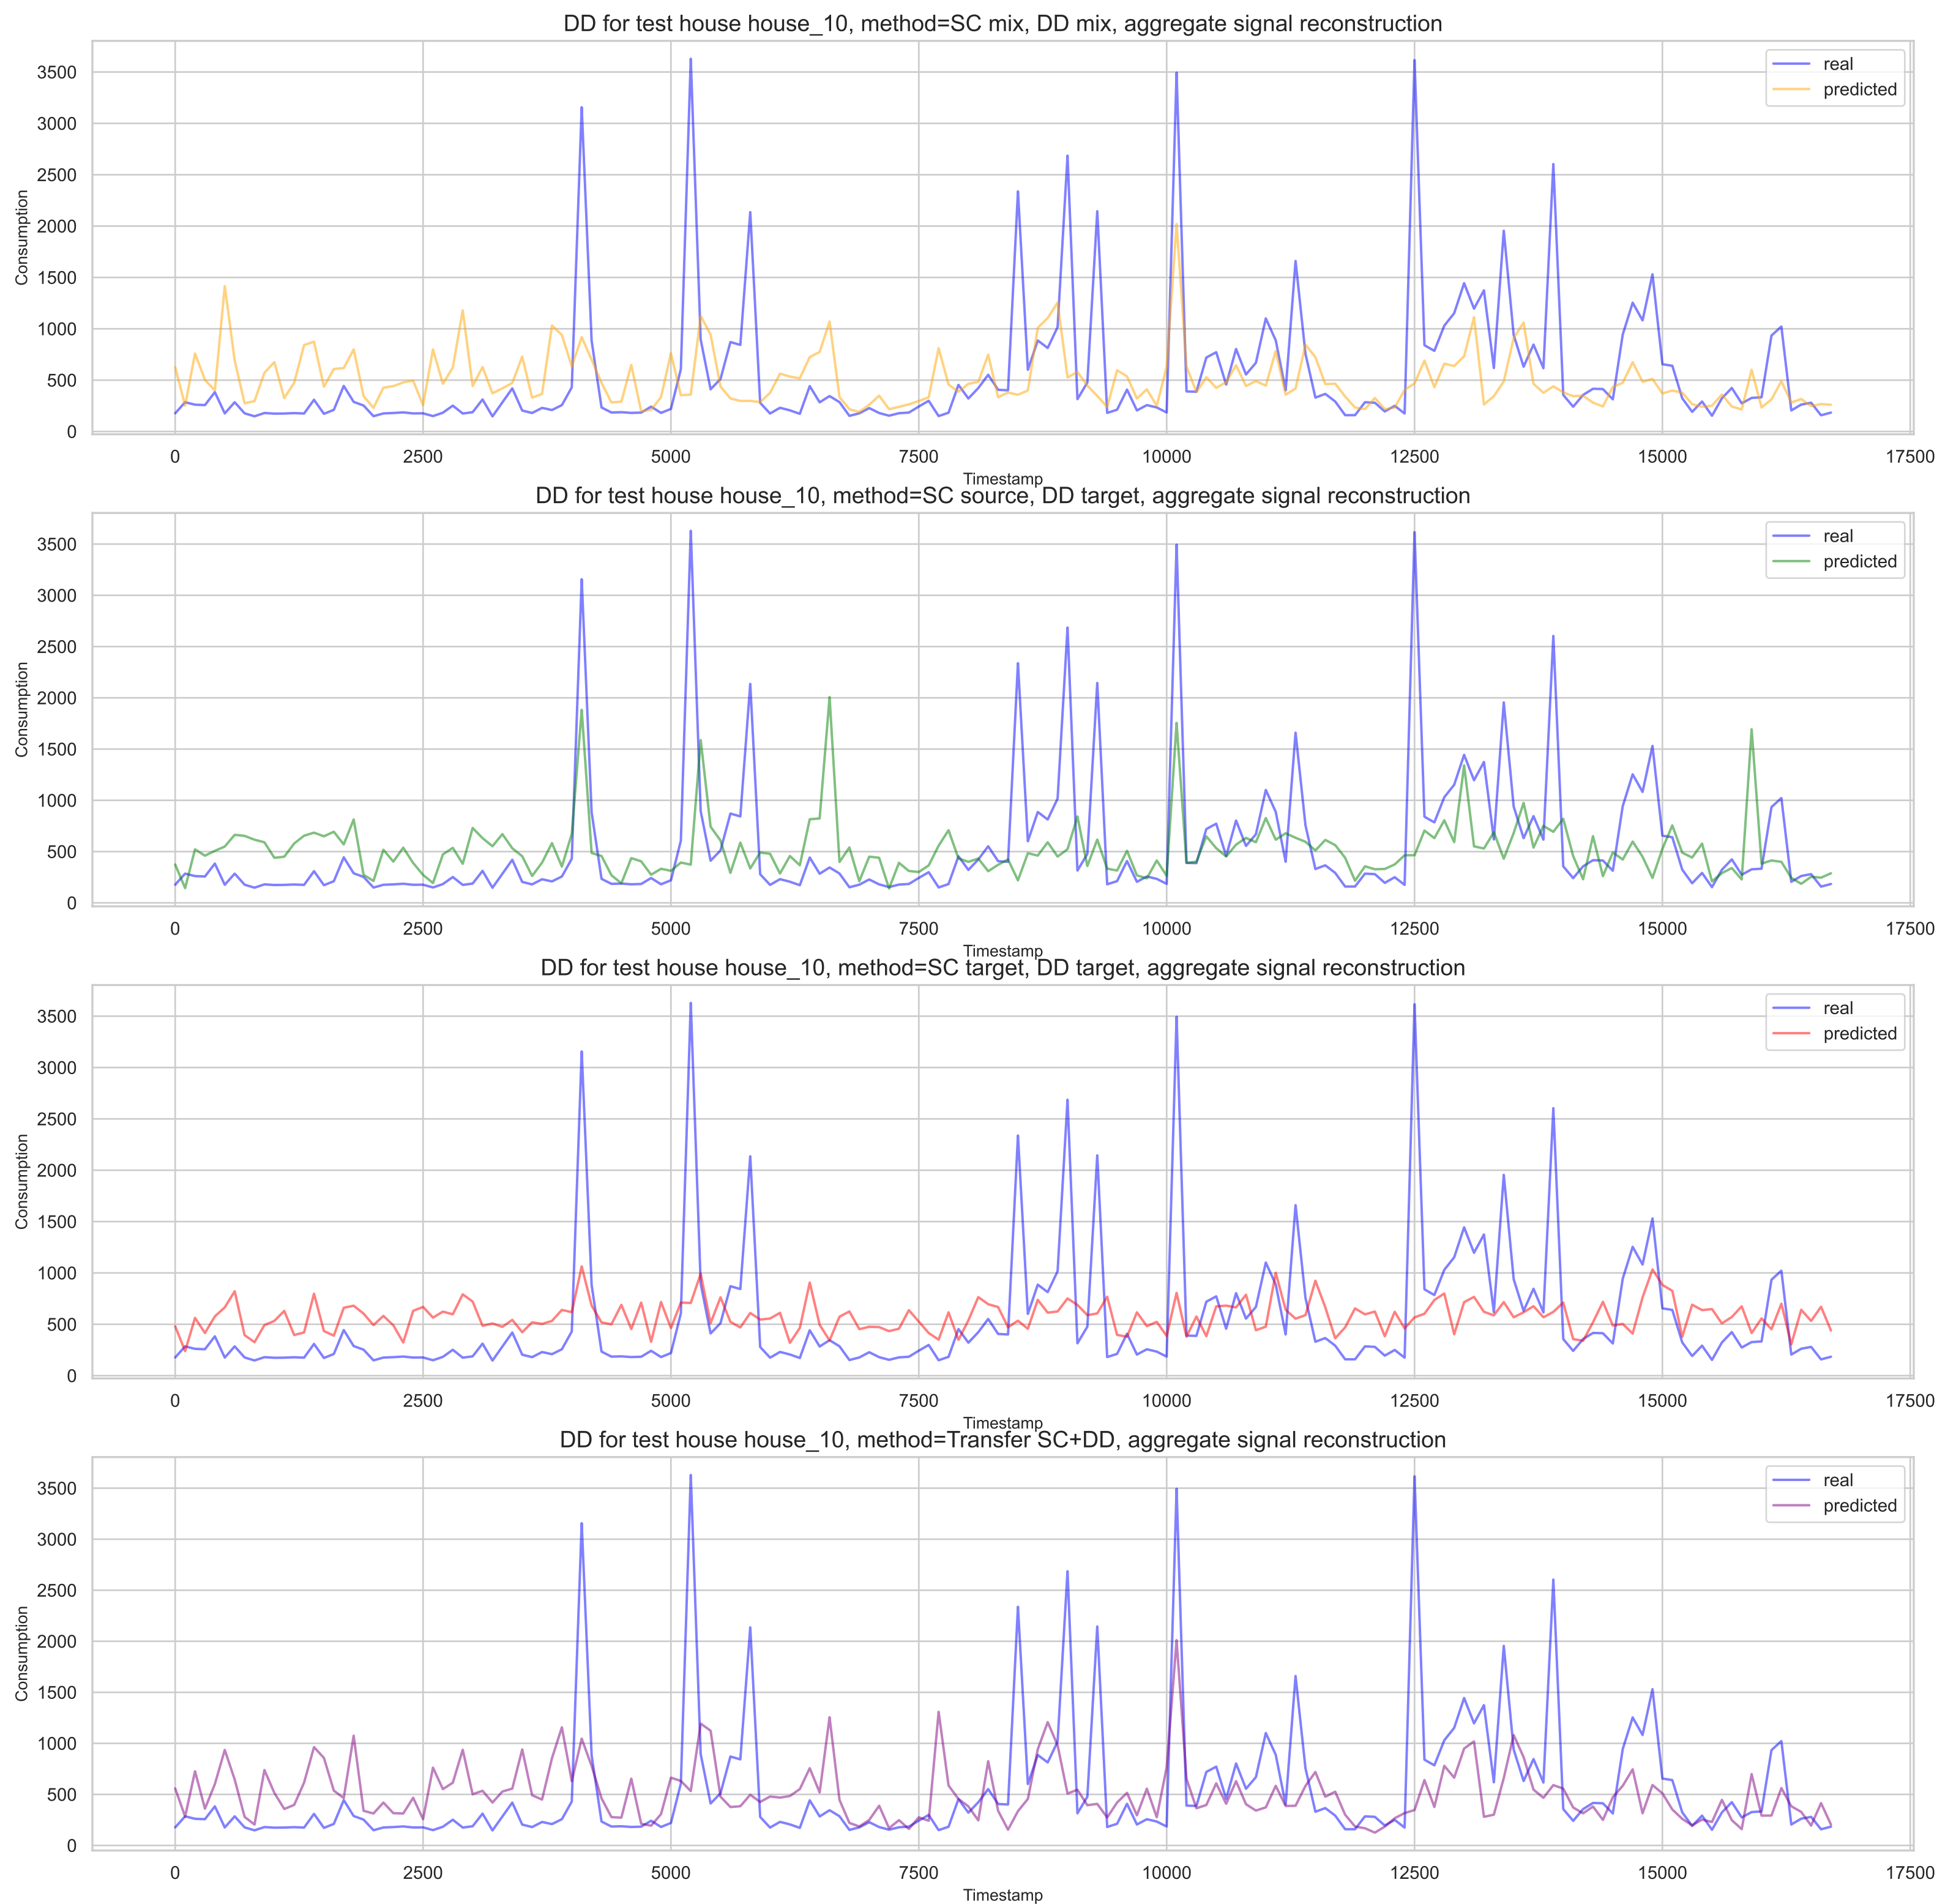 DD for test house house_10, method=SC mix, DD mix, aggregate signal reconstruction
real
predicted
3500
3000
2500
2000
1500
1000
500
0
Consumption
0 2500 5000 7500 10000 12500 15000 17500
Timestamp
DD for test house house_10, method=SC source, DD target, aggregate signal reconstruction
real
predicted
3500
3000
2500
2000
1500
1000
500
0
Consumption
0 2500 5000 7500 10000 12500 15000 17500
Timestamp
DD for test house house_10, method=SC target, DD target, aggregate signal reconstruction
real
predicted
3500
3000
2500
2000
1500
1000
500
0
Consumption
0 2500 5000 7500 10000 12500 15000 17500
Timestamp
DD for test house house_10, method=Transfer SC+DD, aggregate signal reconstruction
real
predicted
3500
3000
2500
2000
1500
1000
500
0
Consumption
0 2500 5000 7500 10000 12500 15000 17500
Timestamp